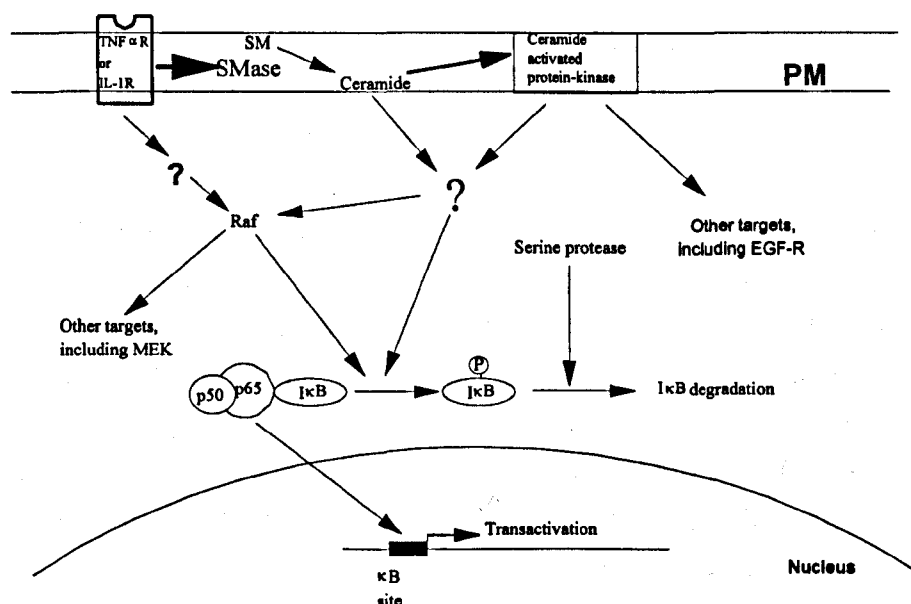 TNF αR
or
IL-1R
SM
SMase
Ceramide
Ceramide
activated
protein-kinase
PM
?
?
Raf
Other targets,
including EGF-R
Serine protease
Other targets,
including MEK
P
p50
p65
IκB
IκB
IκB degradation
Transactivation
κB
site
Nucleus